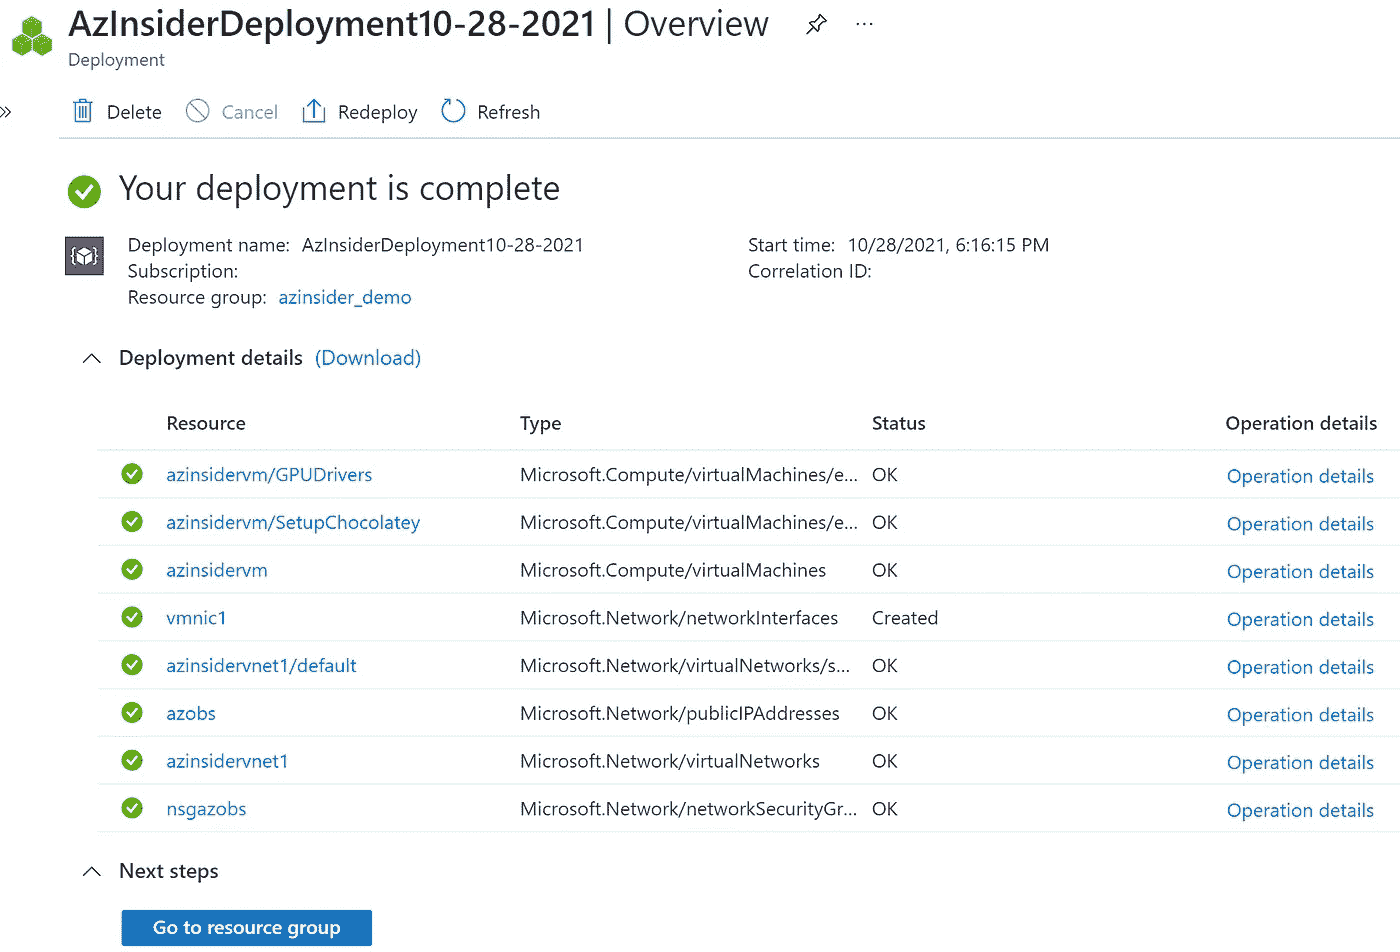 AzInsiderDeployment10-28-2021 | Overview ...
Deployment
» Delete Cancel Redeploy Refresh
Your deployment is complete
Deployment name: AzInsiderDeployment10-28-2021 Start time: 10/28/2021, 6:16:15 PM
Subscription: Correlation ID:
Resource group: azinsider_demo
Deployment details (Download)
Resource Type Status Operation details
azinsidervm/GPUDrivers Microsoft.Compute/virtualMachines/e... OK Operation details
azinsidervm/SetupChocolatey Microsoft.Compute/virtualMachines/e... OK Operation details
azinsidervm Microsoft.Compute/virtualMachines OK Operation details
vmnic1 Microsoft.Network/networkInterfaces Created Operation details
azinsidervnet1/default Microsoft.Network/virtualNetworks/s... OK Operation details
azobs Microsoft.Network/publicIPAddresses OK Operation details
azinsidervnet1 Microsoft.Network/virtualNetworks OK Operation details
nsgazobs Microsoft.Network/networkSecurityGr... OK Operation details
Next steps
Go to resource group